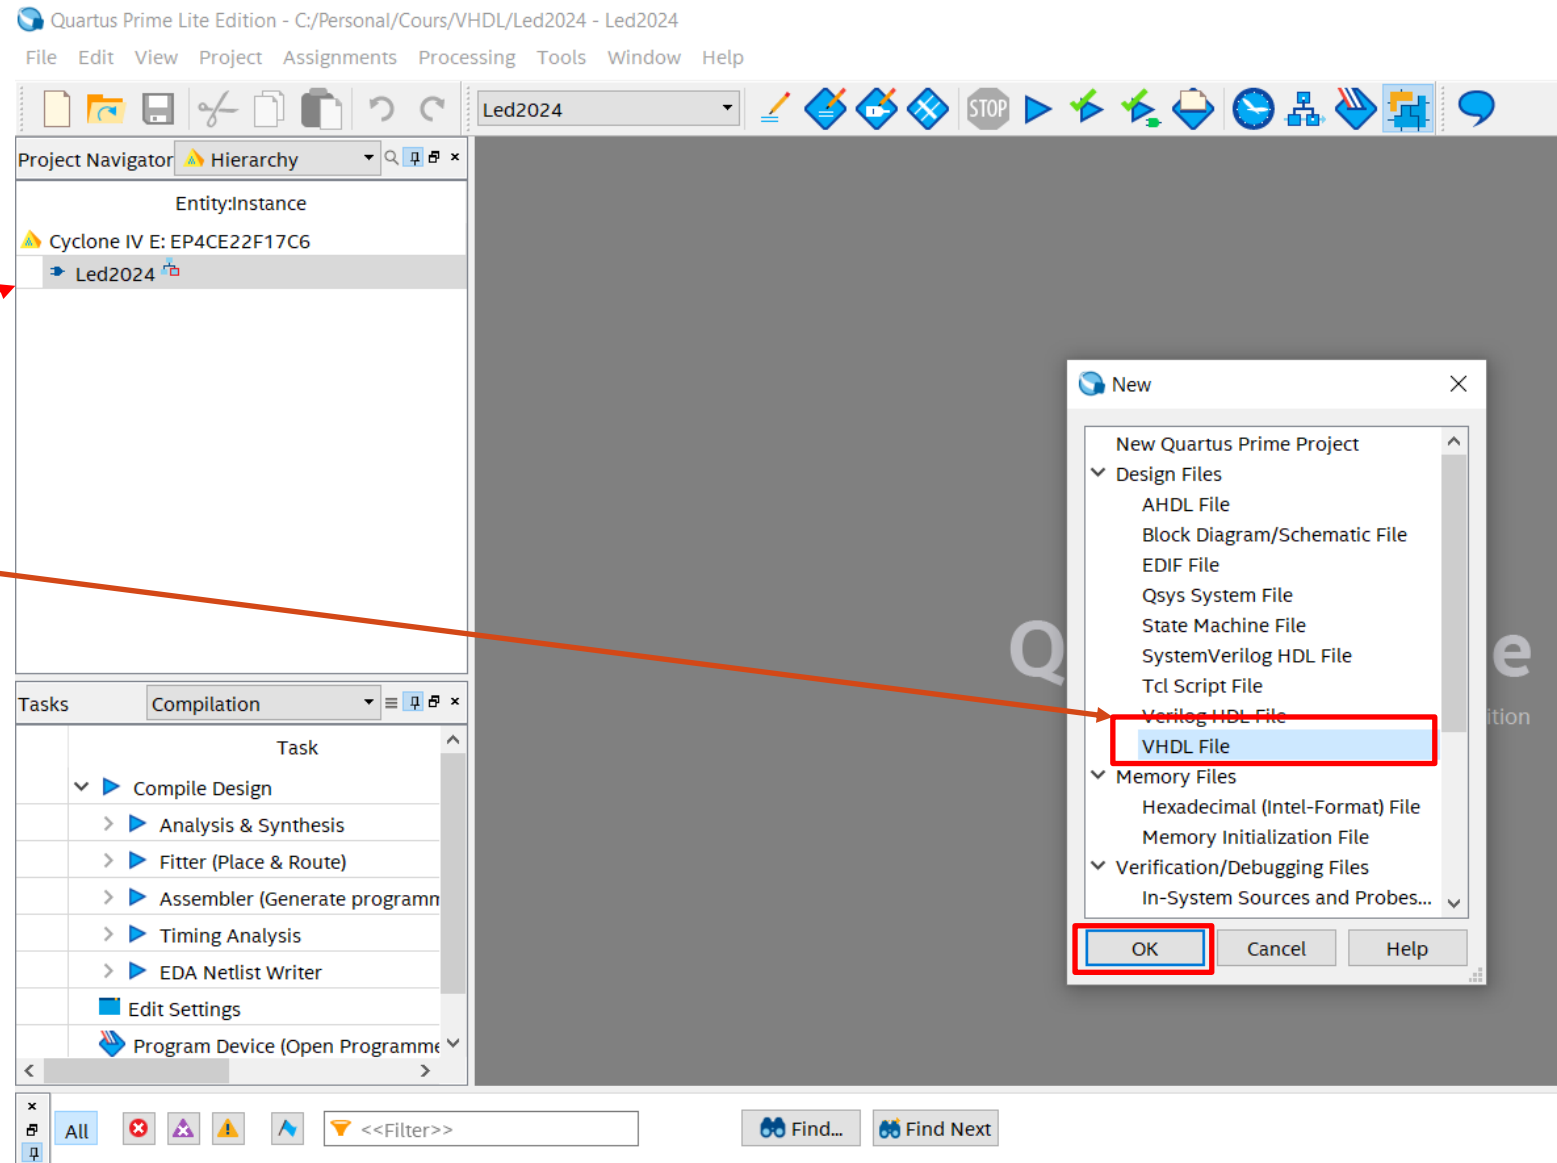 Quartus Prime Lite Edition - C:/Personal/Cours/VHDL/Led2024 - Led2024
File Edit View Project Assignments Processing Tools Window Help
Led2024
STOP
Project Navigator Hierarchy
Entity:Instance
Cyclone IV E: EP4CE22F17C6
Led2024
New
New Quartus Prime Project
Design Files
AHDL File
Block Diagram/Schematic File
EDIF File
Qsys System File
State Machine File
SystemVerilog HDL File
Tcl Script File
Verilog HDL File
VHDL File
Memory Files
Hexadecimal (Intel-Format) File
Memory Initialization File
Verification/Debugging Files
In-System Sources and Probes...
OK Cancel Help
Q e
ition
Tasks Compilation
Task
Compile Design
Analysis & Synthesis
Fitter (Place & Route)
Assembler (Generate programm
Timing Analysis
EDA Netlist Writer
Edit Settings
Program Device (Open Programme
All <<Filter>> Find... Find Next